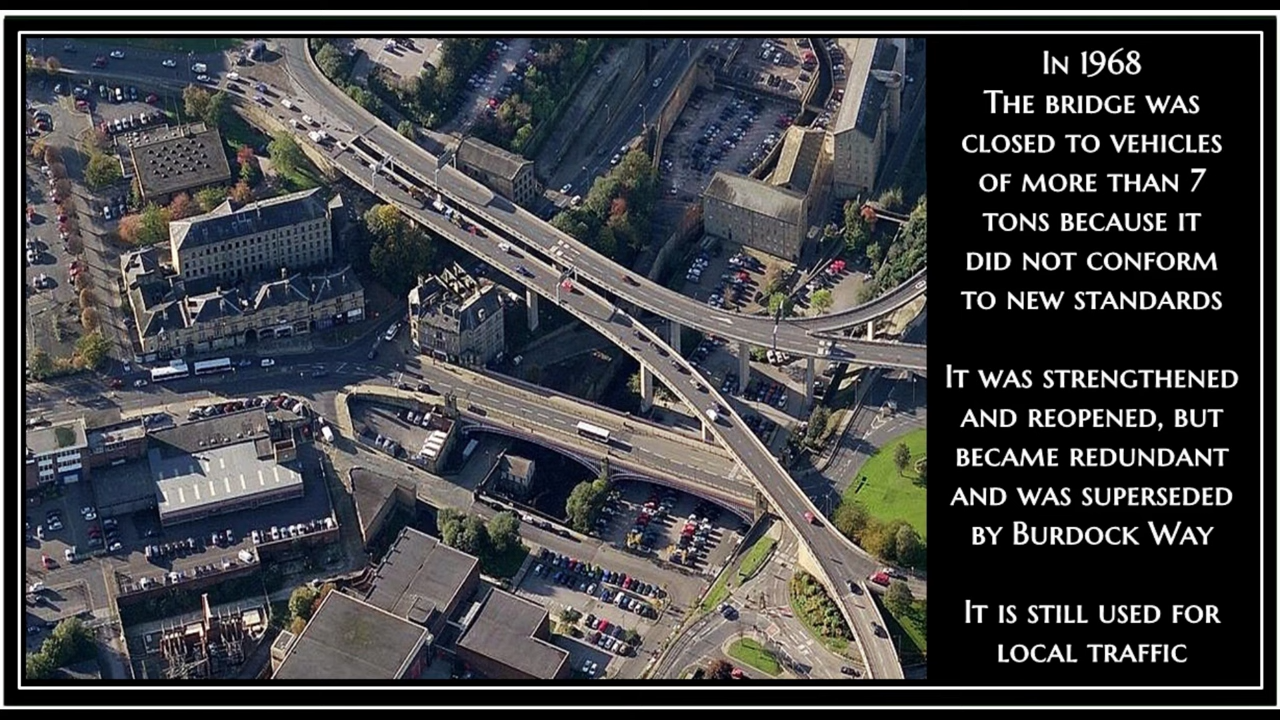 In 1968
The bridge was
closed to vehicles
of more than 7
tons because it
did not conform
to new standards
It was strengthened
and reopened, but
became redundant
and was superseded
by Burdock Way
It is still used for
local traffic